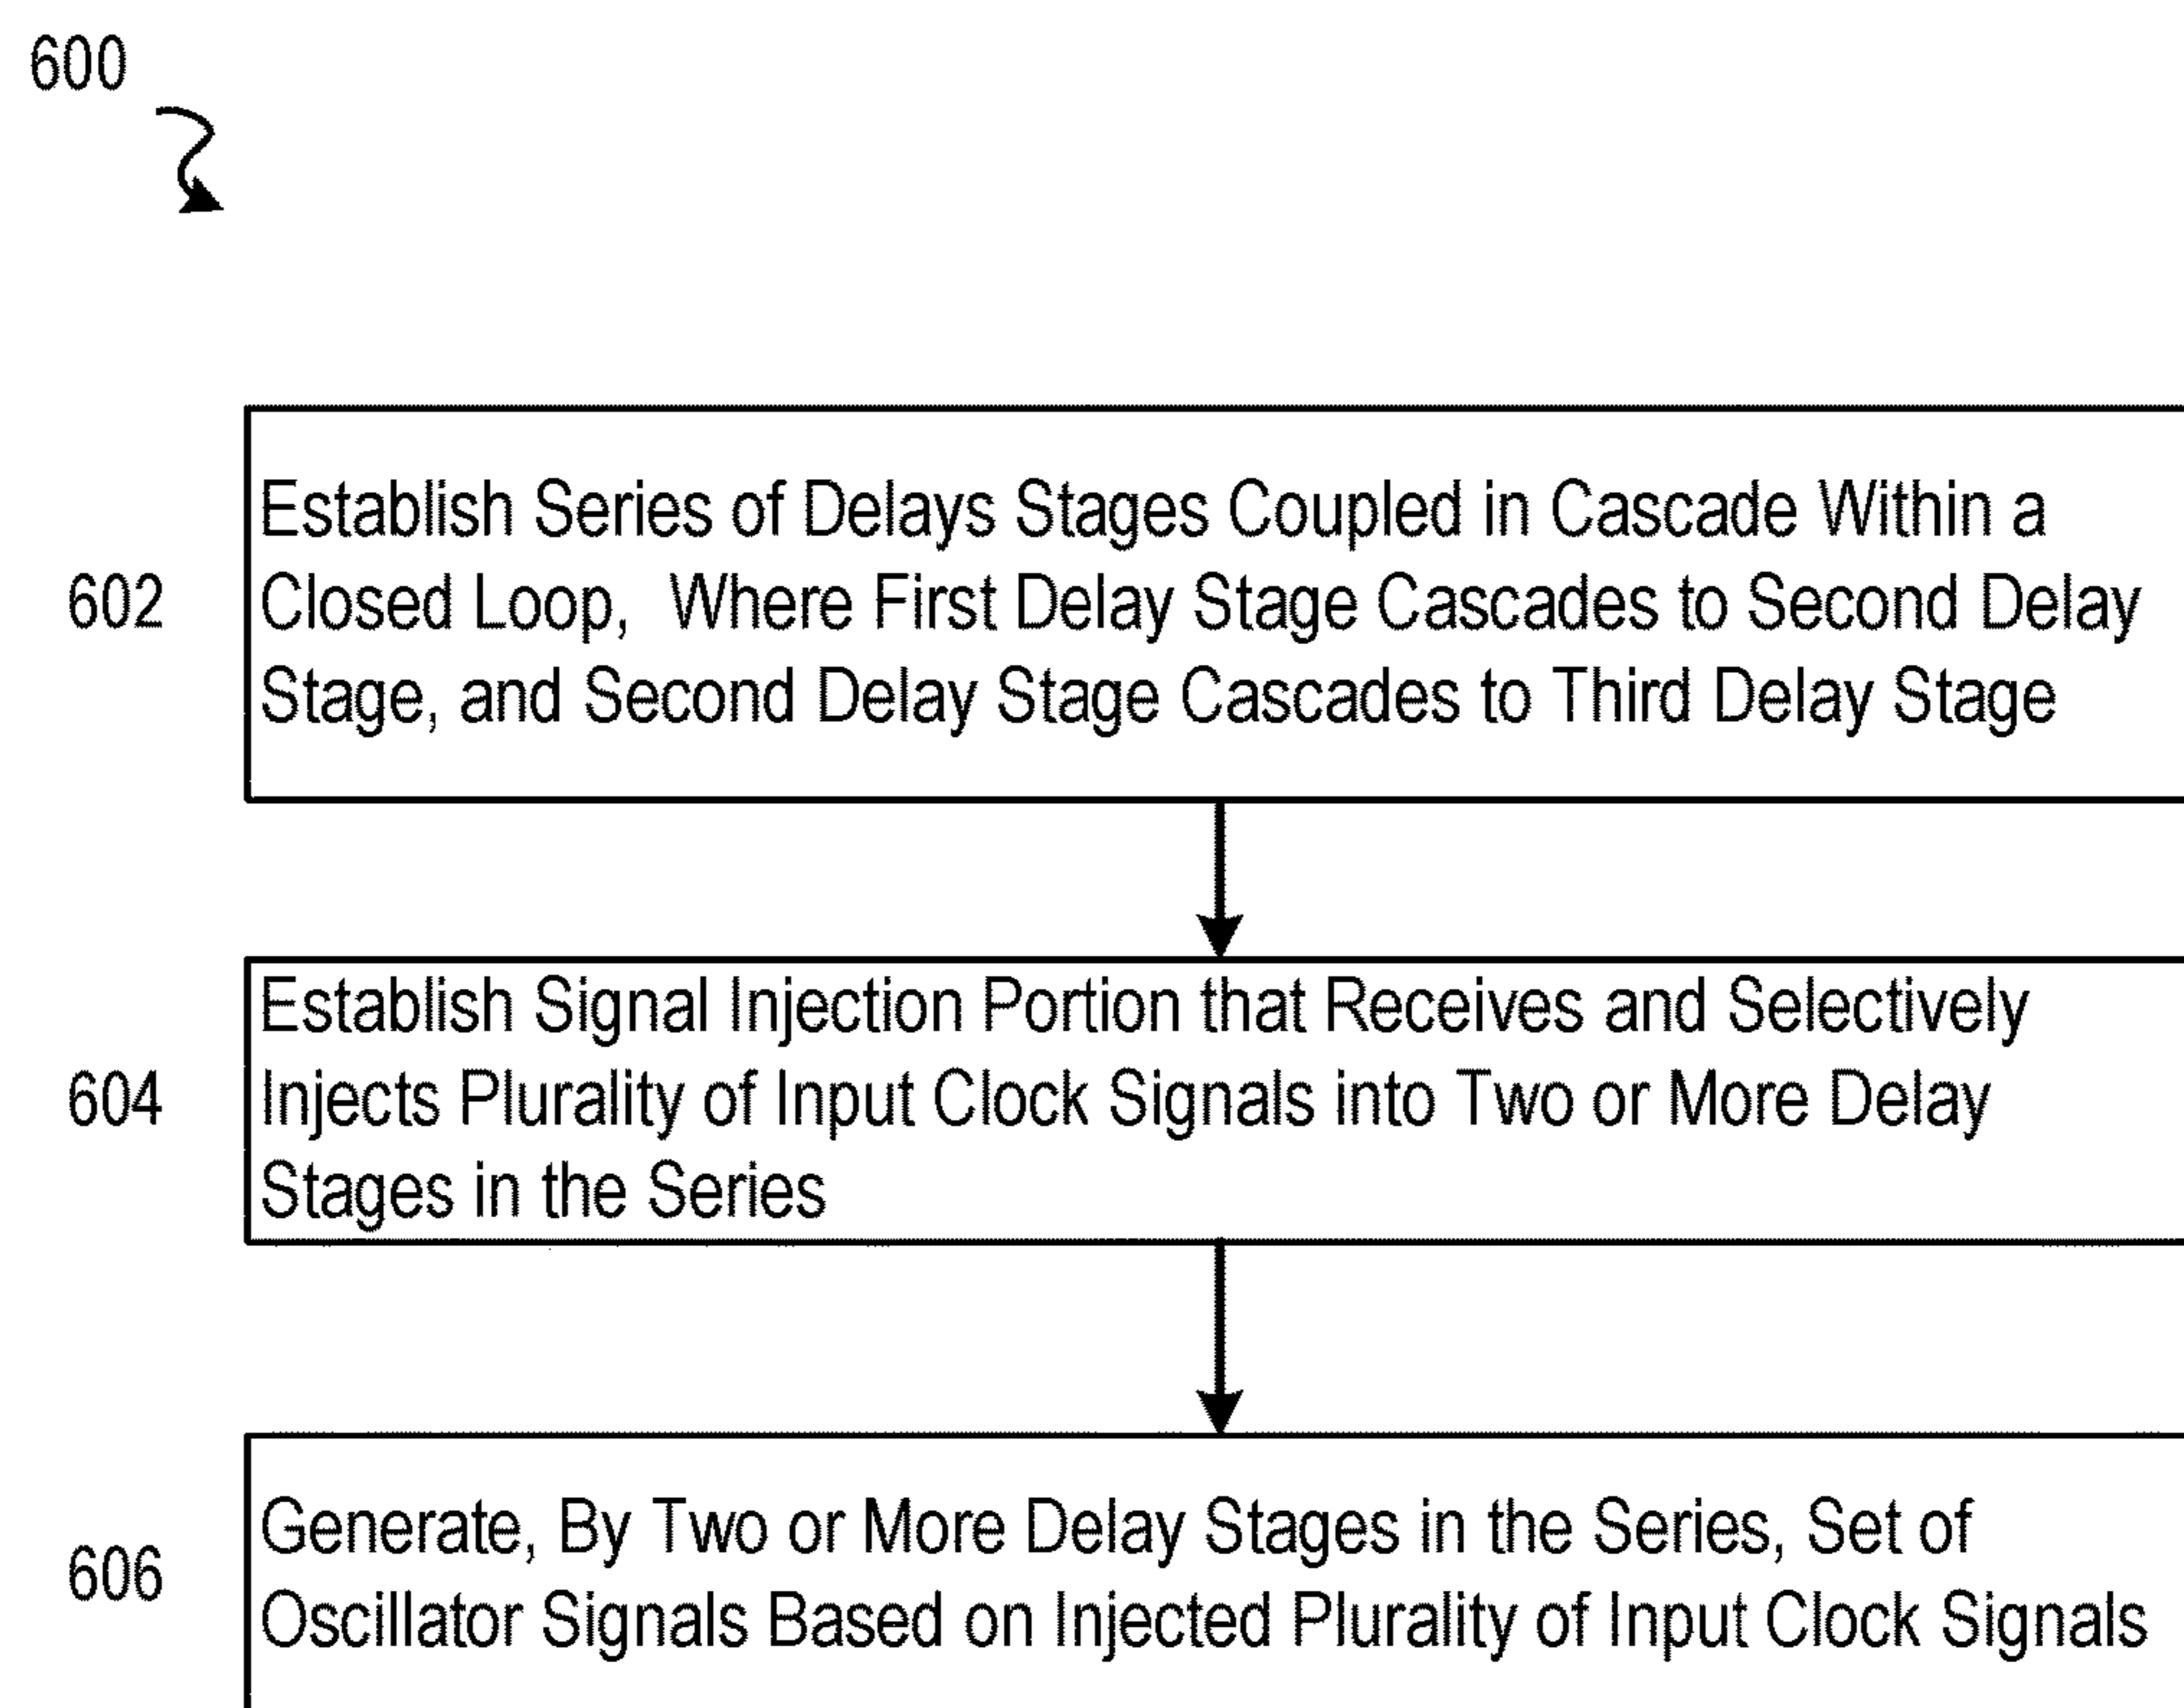 600
Establish Series of Delays Stages Coupled in Cascade Within a
602
Closed Loop, Where First Delay Stage Cascades to Second Delay
Stage, and Second Delay Stage Cascades to Third Delay Stage
Establish Signal Injection Portion that Receives and Selectively
604
Injects Plurality of Input Clock Signals into Two or More Delay
Stages in the Series
606
Generate, By Two or More Delay Stages in the Series, Set of
Oscillator Signals Based on Injected Plurality of Input Clock Signals